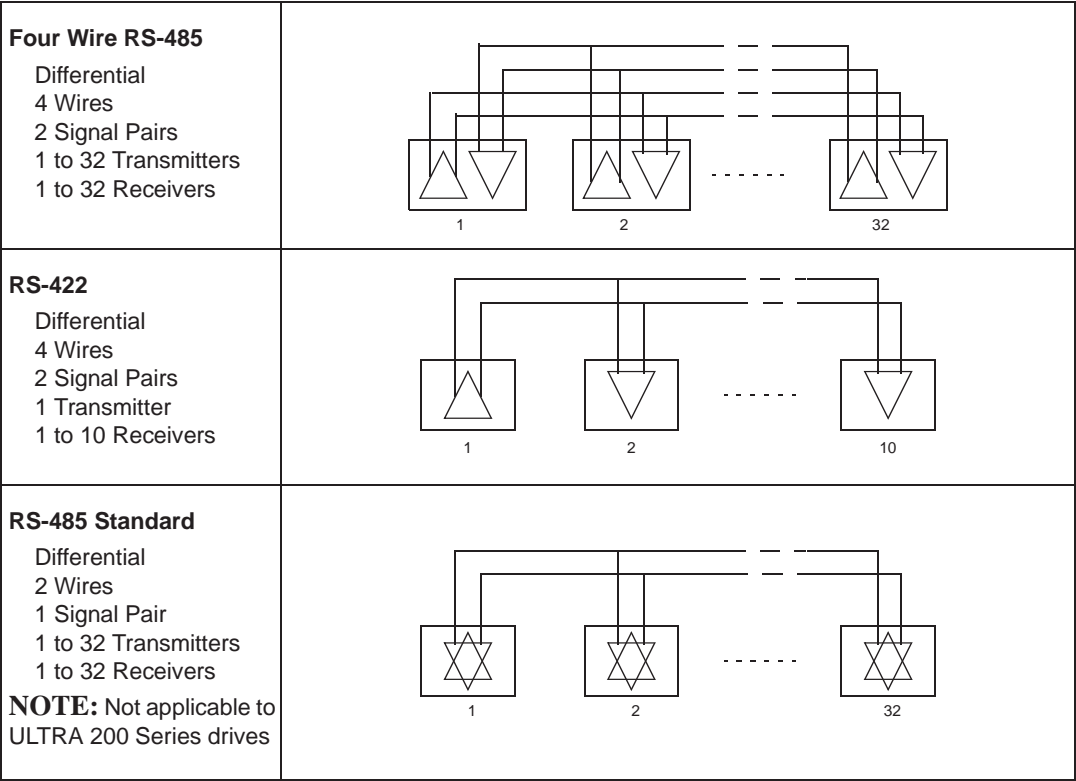 Four Wire RS-485
Differential
4 Wires
2 Signal Pairs
1 to 32 Transmitters
1 to 32 Receivers
1
2
32
RS-422
Differential
4 Wires
2 Signal Pairs
1 Transmitter
1 to 10 Receivers
1
2
10
RS-485 Standard
Differential
2 Wires
1 Signal Pair
1 to 32 Transmitters
1 to 32 Receivers
NOTE: Not applicable to
ULTRA 200 Series drives
1
2
32